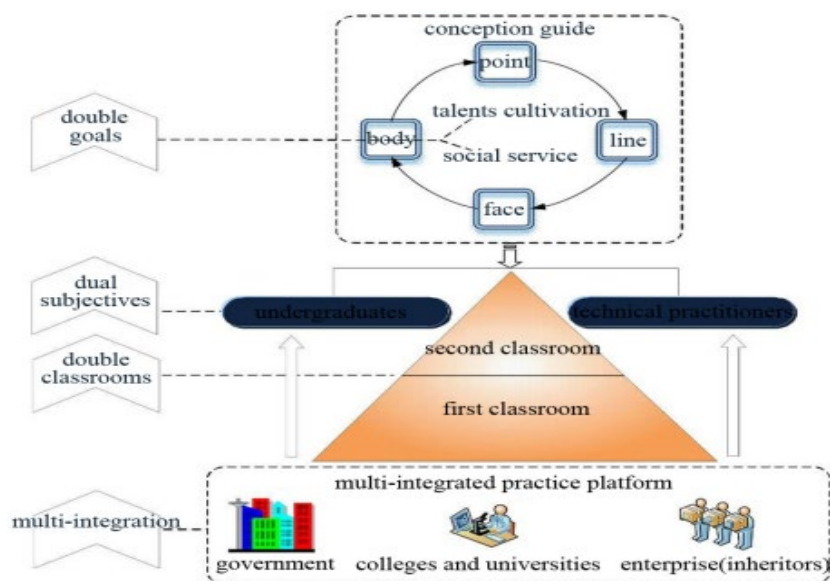 conception guide
point
double
goals
talents cultivation
body
line
social service
face
dual
subjectives
undergraduates
technical practitioners
double
classrooms
second classroom
first classroom
multi-integrated practice platform
multi-integration
government
colleges and universities
enterprise(inheritors)